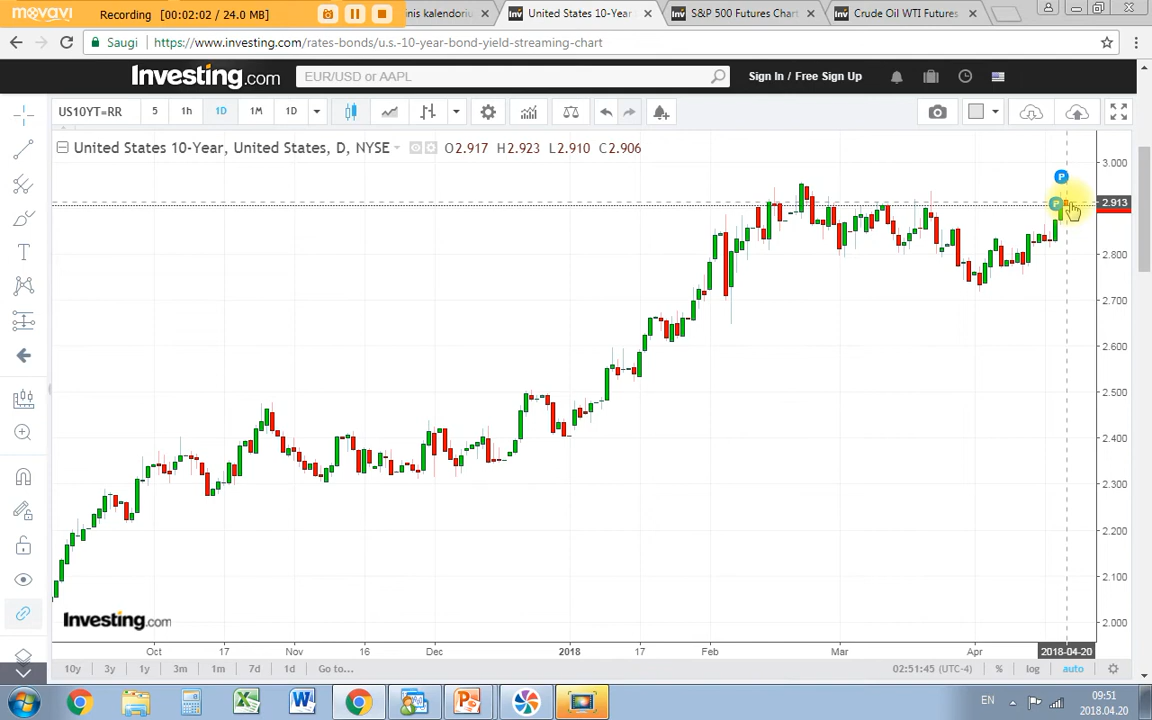 movavi
Recording [00:02:02 / 24.0 MB]
nis kalendoriu
United States 10-Year
S&P 500 Futures Chart
Crude Oil WTI Futures
Saugi
https://www.investing.com/rates-bonds/u.s.-10-year-bond-yield-streaming-chart
Investing.com
EUR/USD or AAPL
Sign In / Free Sign Up
US10YT=RR
5
1h
1D
1M
1D
United States 10-Year, United States, D, NYSE
O2.917 H2.923 L2.910 C2.906
3.000
P
P
2.913
2.800
2.700
2.600
2.500
2.400
2.300
2.200
2.100
2.000
Investing.com
Oct
17
Nov
16
Dec
2018
17
Feb
Mar
Apr
2018-04-20
10y
3y
1y
3m
1m
7d
1d
Go to...
02:51:45 (UTC-4)
%
log
auto
EN
09:51
2018.04.20